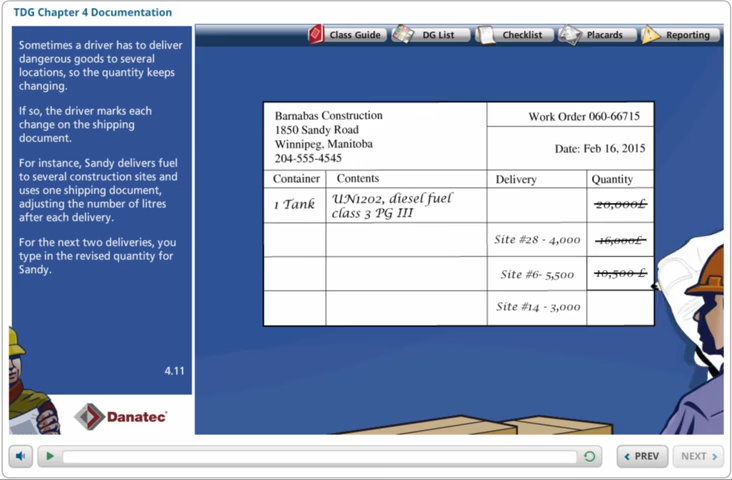 TDG Chapter 4 Documentation
Class Guide
DG List
Checklist
Placards
Reporting
Sometimes a driver has to deliver
dangerous goods to several
locations, so the quantity keeps
changing.
If so, the driver marks each
change on the shipping
document.
For instance, Sandy delivers fuel
to several construction sites and
uses one shipping document,
adjusting the number of litres
after each delivery.
For the next two deliveries, you
type in the revised quantity for
Sandy.
4.11
Danatec
Barnabas Construction
1850 Sandy Road
Winnipeg, Manitoba
204-555-4545
Work Order 060-66715
Date: Feb 16, 2015
Container Contents Delivery Quantity
1 Tank UN1202, diesel fuel
class 3 PG III
20,000£
Site #28 - 4,000 16,000£
Site #6- 5,500 10,500 £
Site #14 - 3,000
PREV
NEXT